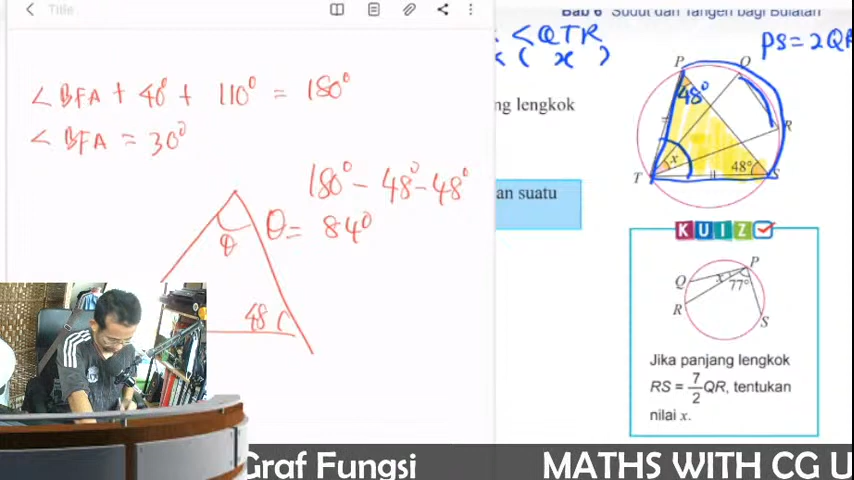 Title
∠BFA + 40° + 110° = 180°
∠BFA = 30°
180° - 48° - 48°
θ = 84°
θ
48
Bab 6 Sudut dan Tangen bagi Bulatan
∠QTR
( x )
PS = 2QR
ng lengkok
an suatu
P
Q
48°
R
x
48°
T
S
KUIZ
P
Q
x
77°
R
S
Jika panjang lengkok
RS = 7/2 QR, tentukan
nilai x.
Graf Fungsi
MATHS WITH CG U